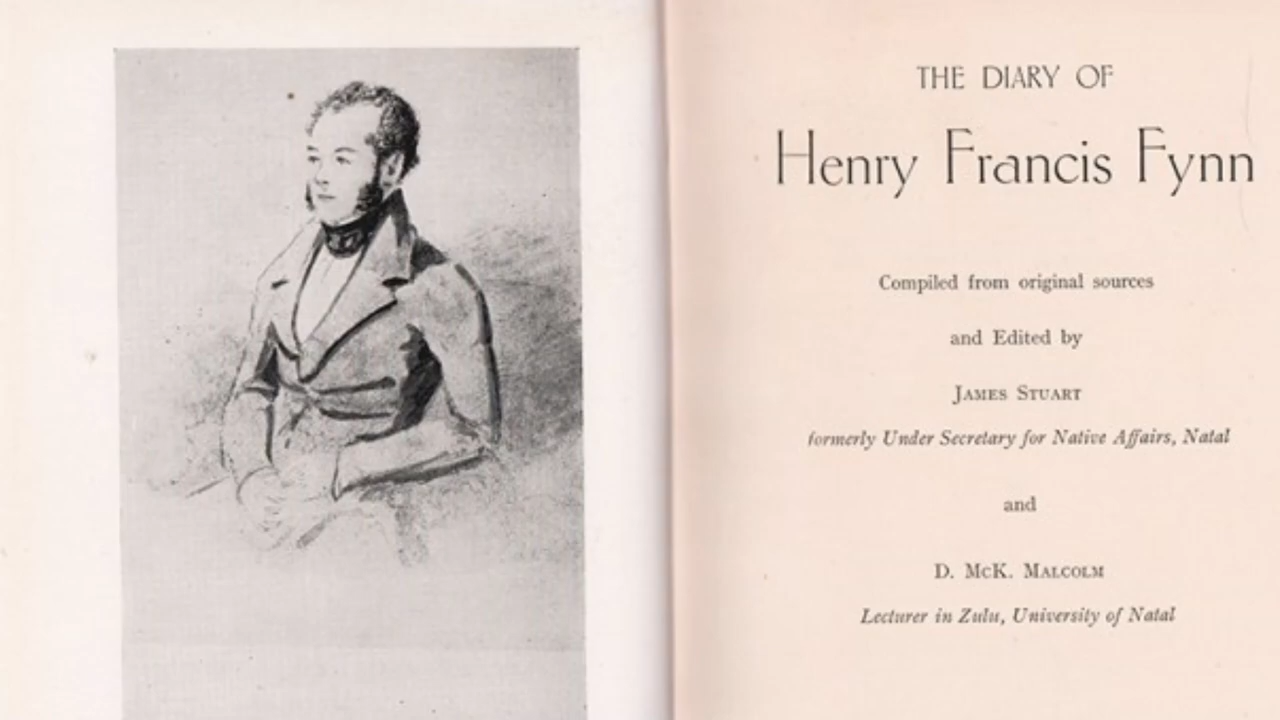 THE DIARY OF
Henry Francis Fynn
Compiled from original sources
and Edited by
JAMES STUART
formerly Under Secretary for Native Affairs, Natal
and
D. McK. MALCOLM
Lecturer in Zulu, University of Natal